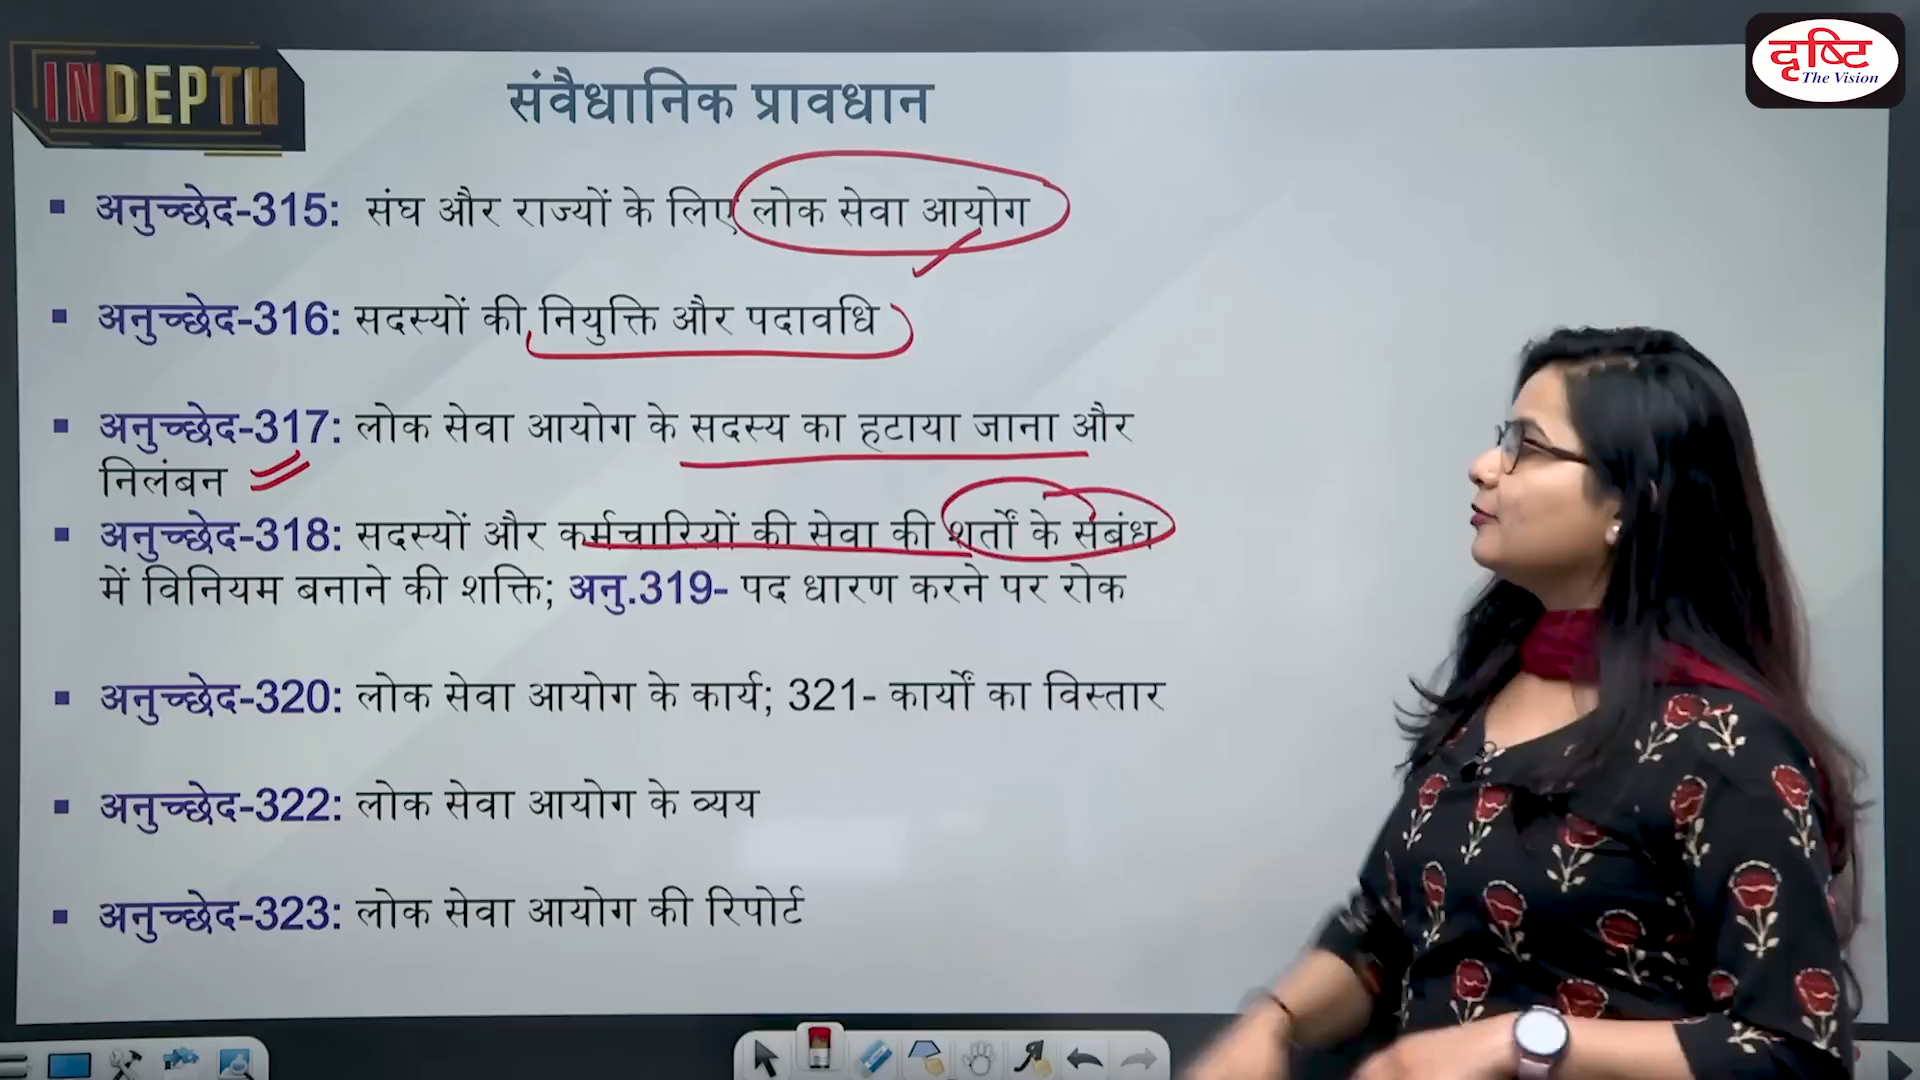 INDEPTH
संवैधानिक प्रावधान
दृष्टि
The Vision
▪ अनुच्छेद-315: संघ और राज्यों के लिए लोक सेवा आयोग
▪ अनुच्छेद-316: सदस्यों की नियुक्ति और पदावधि
▪ अनुच्छेद-317: लोक सेवा आयोग के सदस्य का हटाया जाना और
निलंबन
▪ अनुच्छेद-318: सदस्यों और कर्मचारियों की सेवा की शर्तों के संबंध
में विनियम बनाने की शक्ति; अनु.319- पद धारण करने पर रोक
▪ अनुच्छेद-320: लोक सेवा आयोग के कार्य; 321- कार्यों का विस्तार
▪ अनुच्छेद-322: लोक सेवा आयोग के व्यय
▪ अनुच्छेद-323: लोक सेवा आयोग की रिपोर्ट